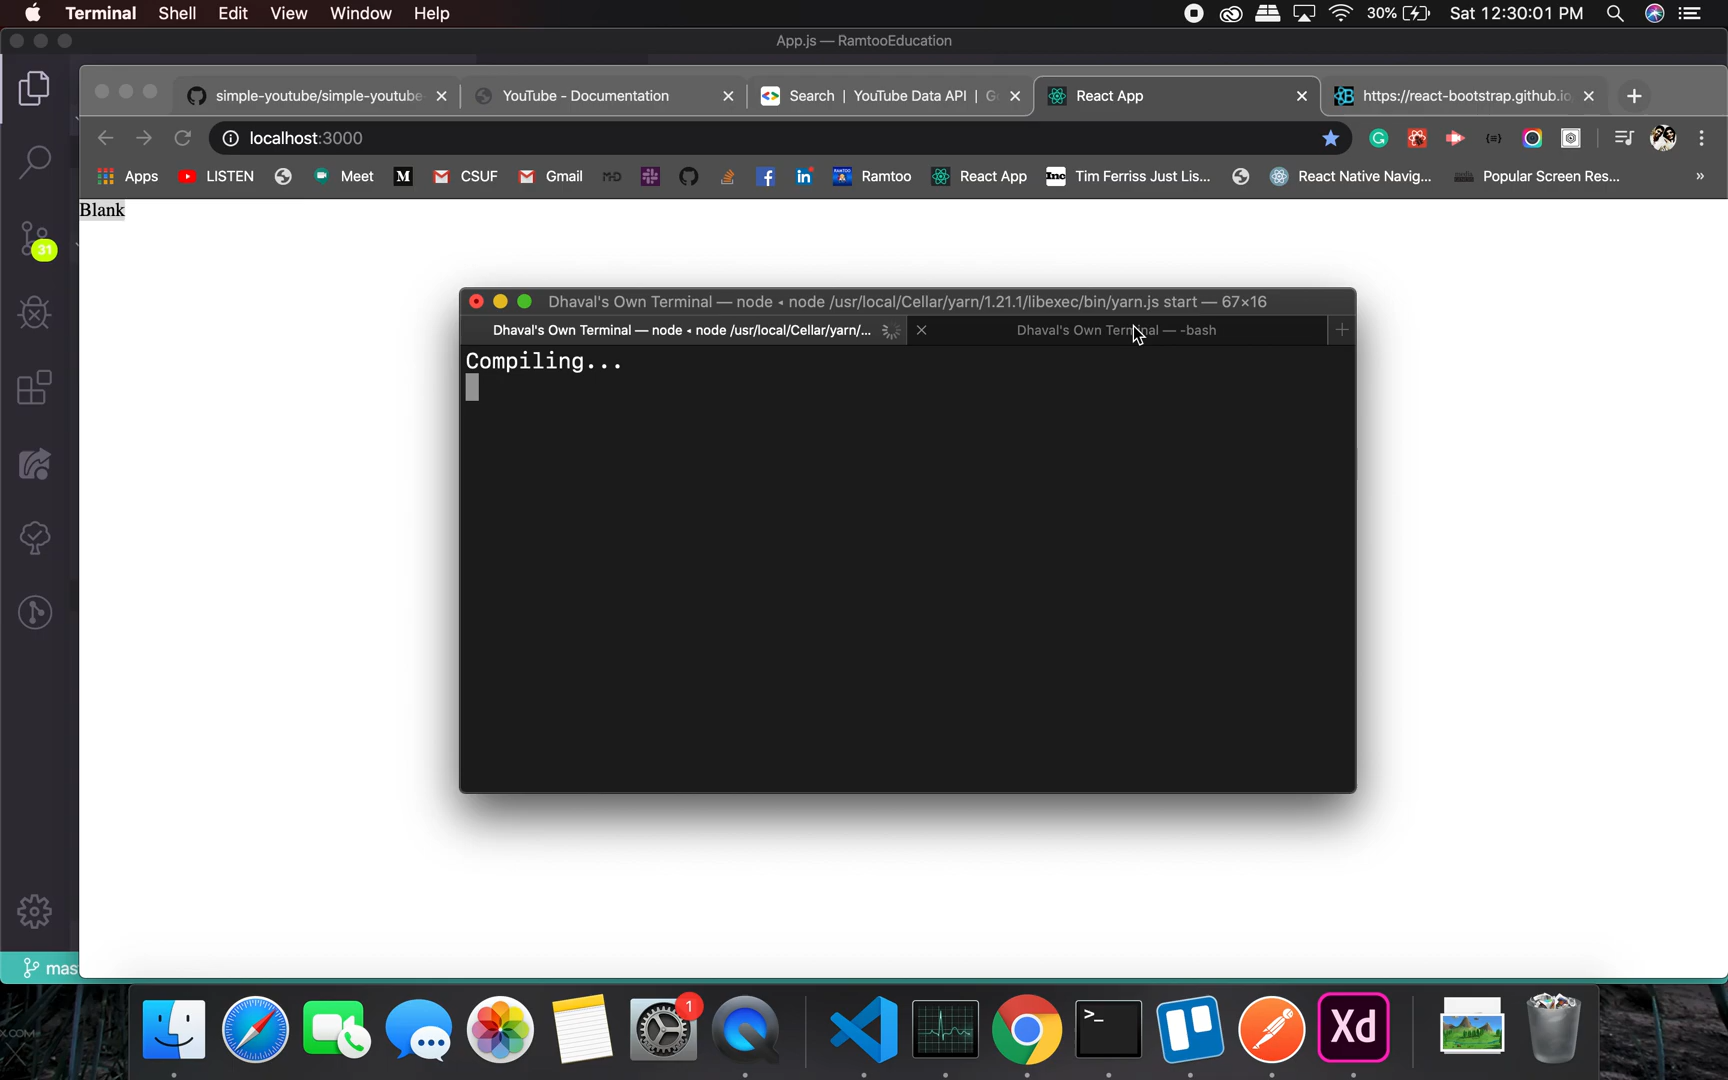 Terminal Shell Edit View Window Help 30% Sat 12:30:01 PM
App.js — RamtooEducation
simple-youtube/simple-youtube YouTube - Documentation Search | YouTube Data API | G React App https://react-bootstrap.github.io
localhost:3000
Apps LISTEN Meet M CSUF Gmail M-D Ramtoo React App Inc Tim Ferriss Just Lis... React Native Navig... Popular Screen Res... »
Blank
31
Dhaval's Own Terminal — node ◂ node /usr/local/Cellar/yarn/1.21.1/libexec/bin/yarn.js start — 67×16
Dhaval's Own Terminal — node ◂ node /usr/local/Cellar/yarn/... Dhaval's Own Terminal — -bash
Compiling...
mas
1
>_
Xd